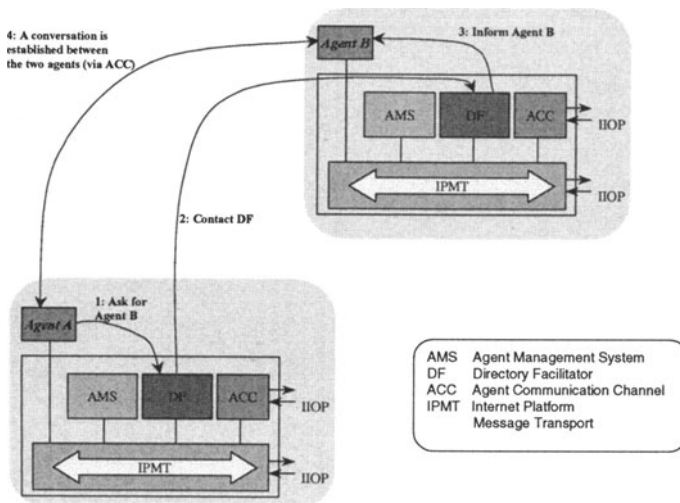 4: A conversation is
established between
the two agents (via ACC)
Agent B
3: Inform Agent B
AMS
DF
ACC
IIOP
IPMT
IIOP
2: Contact DF
Agent A
1: Ask for
Agent B
AMS
DF
ACC
IIOP
IPMT
IIOP
AMS Agent Management System
DF Directory Facilitator
ACC Agent Communication Channel
IPMT Internet Platform
Message Transport